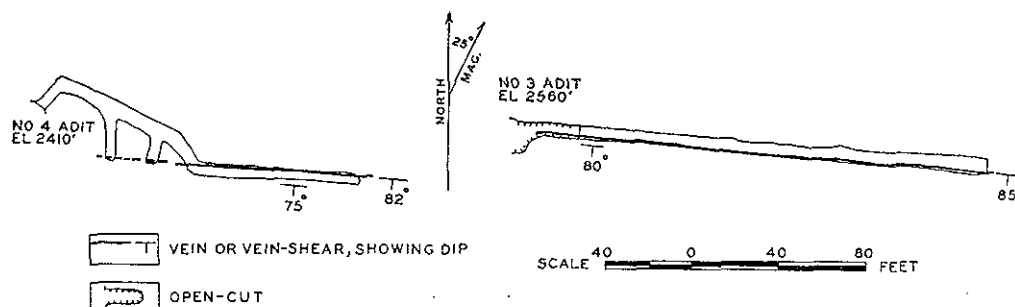 NO 4 ADIT
EL 2410'
75°
82°
NORTH
25°
MAG.
NO 3 ADIT
EL 2560'
80°
85
VEIN OR VEIN-SHEAR, SHOWING DIP
OPEN-CUT
SCALE 40 0 40 80 FEET